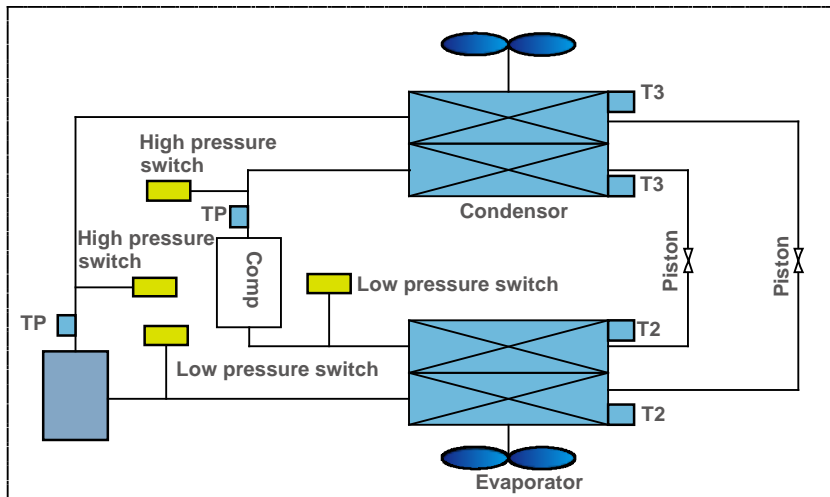 T3
High pressure
switch
T3
TP
Condensor
High pressure
switch
Comp
Piston
Piston
Low pressure switch
TP
T2
Low pressure switch
T2
Evaporator